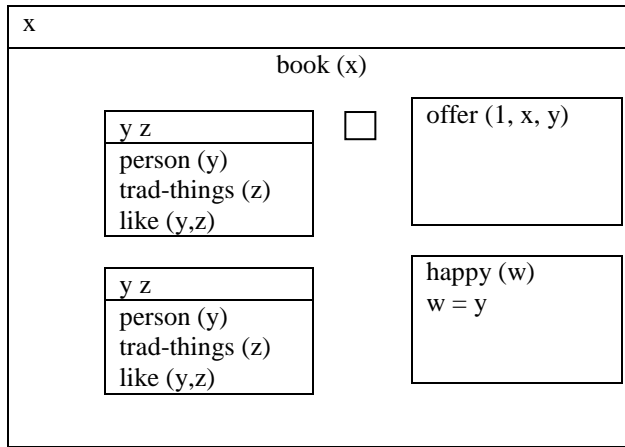 x
book (x)
y z
person (y)
trad-things (z)
like (y,z)
offer (1, x, y)
y z
person (y)
trad-things (z)
like (y,z)
happy (w)
w = y